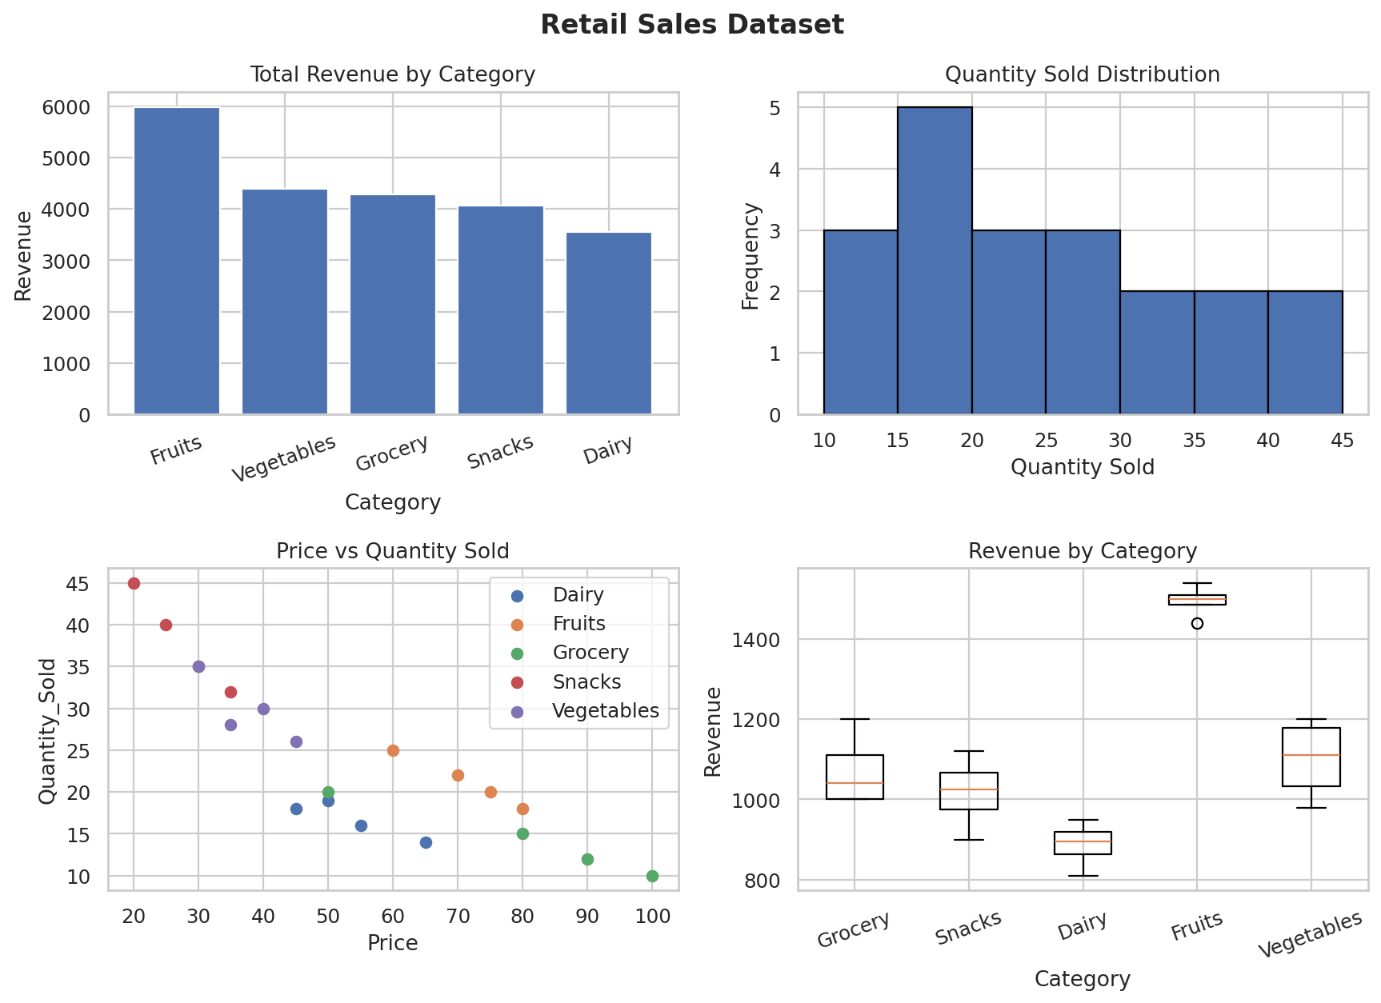 Retail Sales Dataset
Total Revenue by Category
Revenue
6000
5000
4000
3000
2000
1000
0
Fruits
Vegetables
Grocery
Snacks
Dairy
Category
Quantity Sold Distribution
Frequency
5
4
3
2
1
0
10 15 20 25 30 35 40 45
Quantity Sold
Price vs Quantity Sold
Quantity_Sold
45
40
35
30
25
20
15
10
Dairy
Fruits
Grocery
Snacks
Vegetables
20 30 40 50 60 70 80 90 100
Price
Revenue by Category
Revenue
1400
1200
1000
800
Grocery
Snacks
Dairy
Fruits
Vegetables
Category